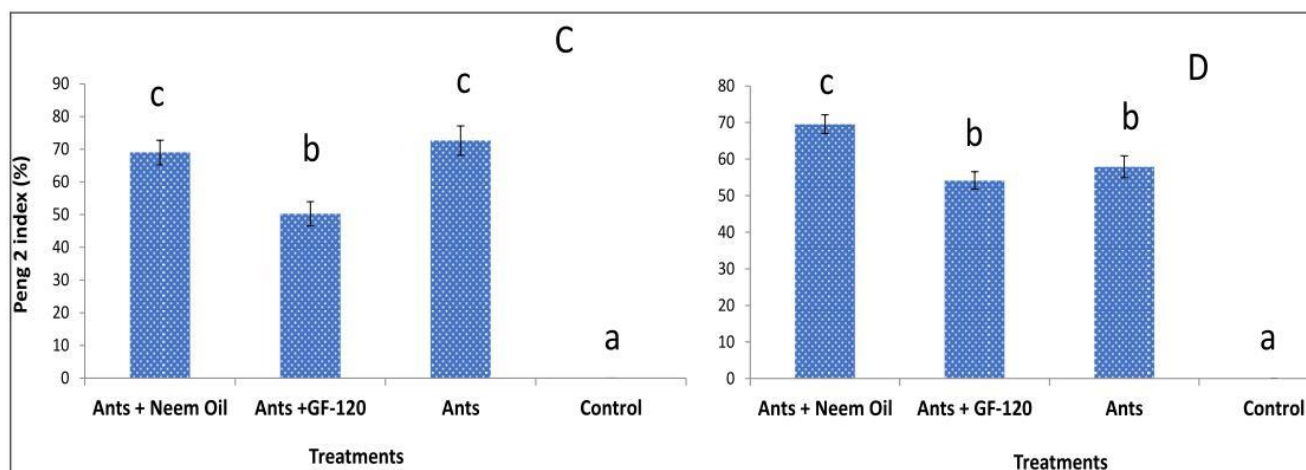 C
Peng 2 index (%)
90
80
70
60
50
40
30
20
10
0
c
b
c
a
Ants + Neem Oil
Ants +GF-120
Ants
Control
Treatments
D
80
70
60
50
40
30
20
10
0
c
b
b
a
Ants + Neem Oil
Ants + GF-120
Ants
Control
Treatments